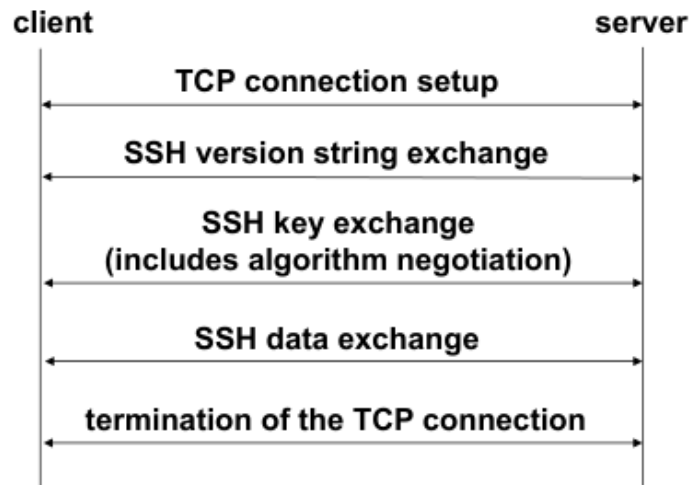 client
server
TCP connection setup
SSH version string exchange
SSH key exchange
(includes algorithm negotiation)
SSH data exchange
termination of the TCP connection